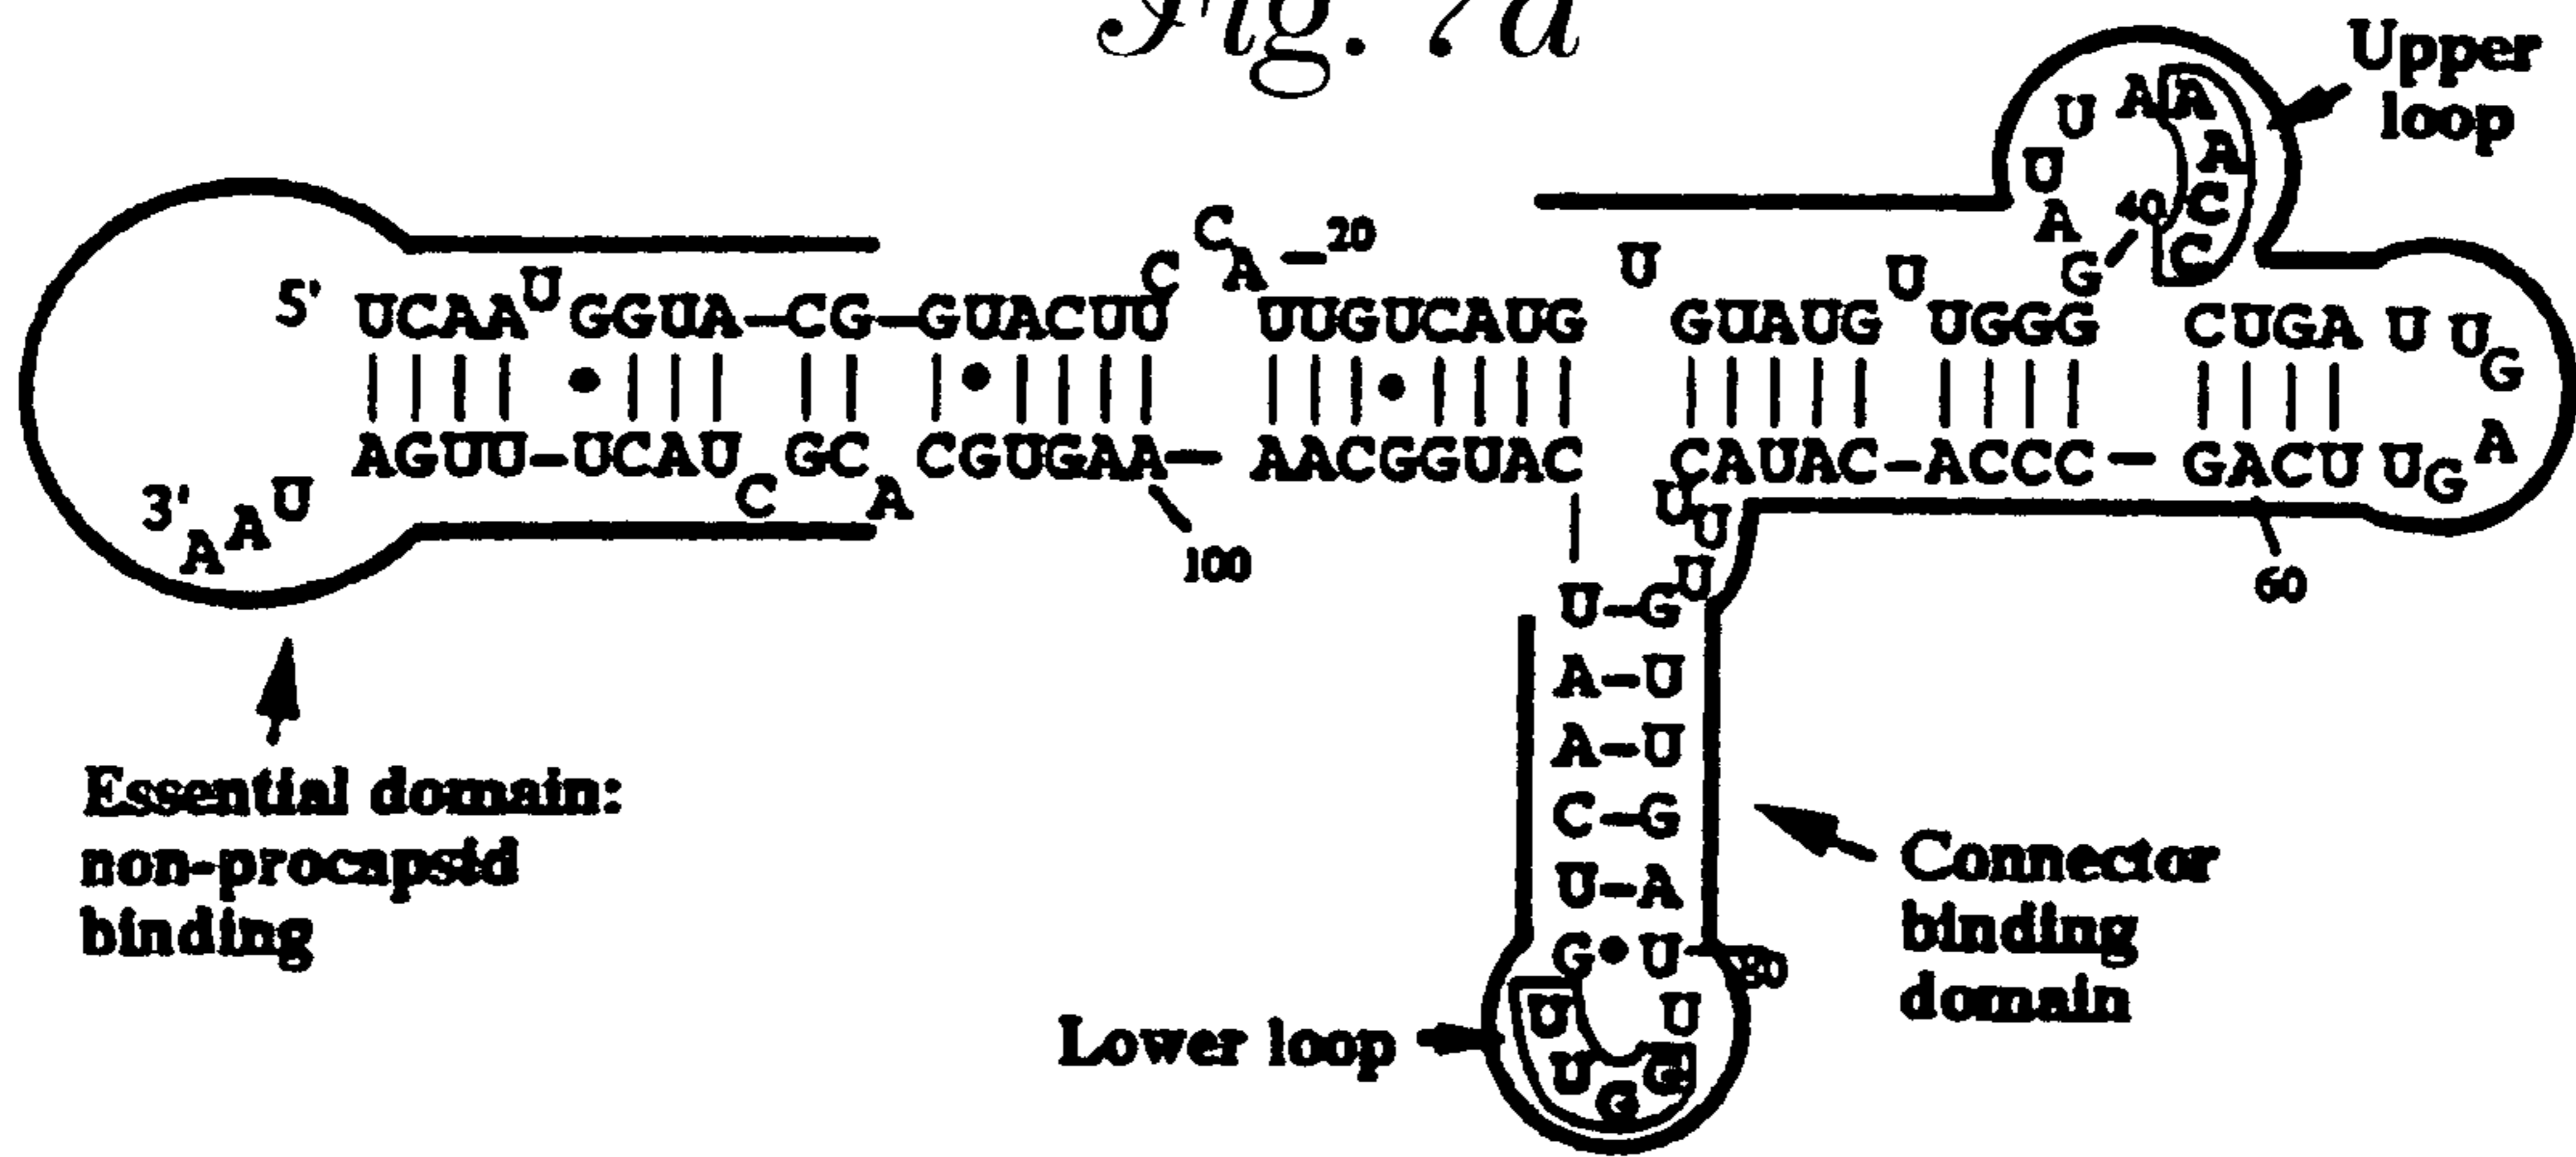 Fig. 7a
Upper
loop
U A A
U A
A 40 C
G C
C C A -20
U U
5' UCAA U GGUA-CG-GUACUU UUGUCAUG GUAUG UGGG CUGA U U G
A
AGUU-UCAU GC CGUGAA- AACGGUAC CAUAC-ACCC- GACU U G
C A
3' A A U
100
60
U U U
U-G
A-U
A-U
C-G
U-A
G•U-80
U U
U G G
Essential domain:
non-procapsid
binding
Connector
binding
domain
Lower loop